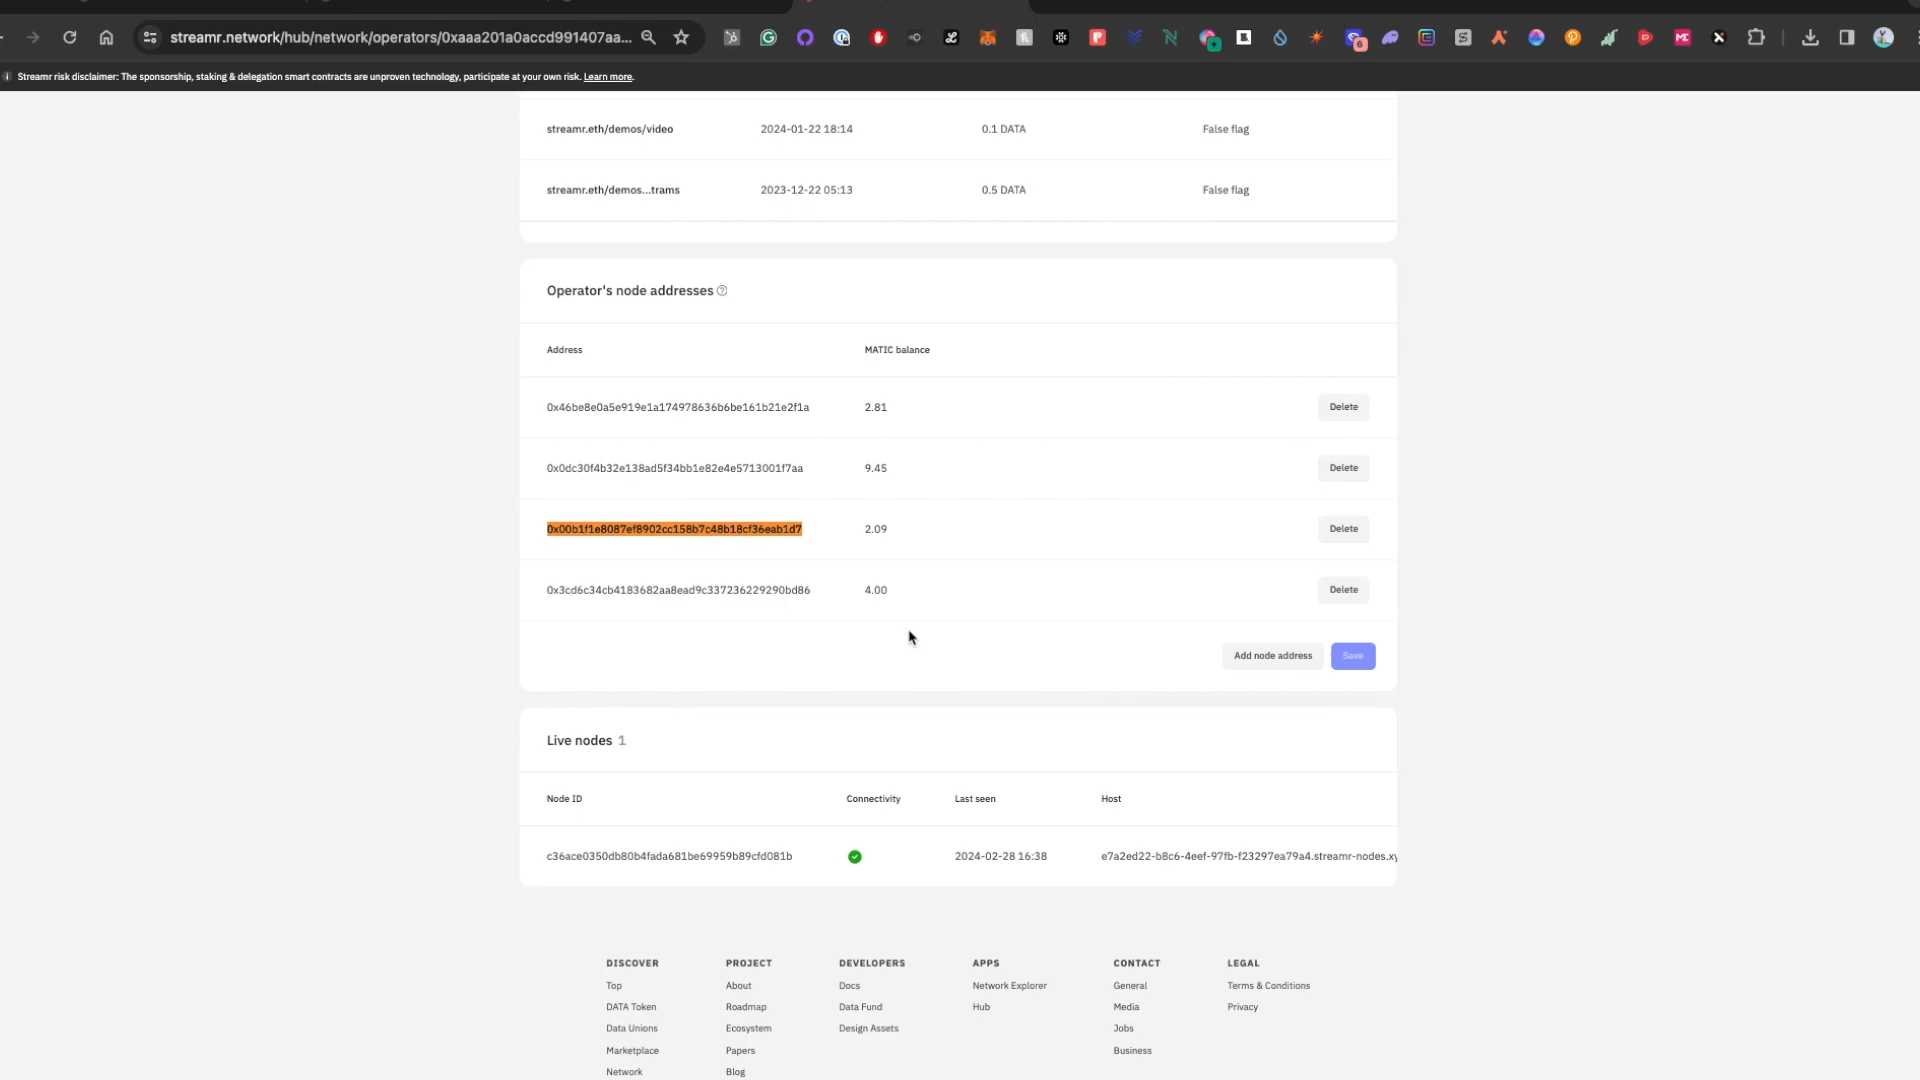 streamr.network/hub/network/operators/0xaaa201a0accd991407aa...
6
Streamr risk disclaimer: The sponsorship, staking & delegation smart contracts are unproven technology, participate at your own risk. Learn more.
streamr.eth/demos/video 2024-01-22 18:14 0.1 DATA False flag
streamr.eth/demos...trams 2023-12-22 05:13 0.5 DATA False flag
Operator's node addresses
Address MATIC balance
0x46be8e0a5e919e1a174978636b6be161b21e2f1a 2.81 Delete
0x0dc30f4b32e138ad5f34bb1e82e4e5713001f7aa 9.45 Delete
0x00b1f1e8087ef8902cc158b7c48b18cf36eab1d7 2.09 Delete
0x3cd6c34cb4183682aa8ead9c337236229290bd86 4.00 Delete
Add node address Save
Live nodes 1
Node ID Connectivity Last seen Host
c36ace0350db80b4fada681be69959b89cfd081b 2024-02-28 16:38 e7a2ed22-b8c6-4eef-97fb-f23297ea79a4.streamr-nodes.xy
DISCOVER PROJECT DEVELOPERS APPS CONTACT LEGAL
Top About Docs Network Explorer General Terms & Conditions
DATA Token Roadmap Data Fund Hub Media Privacy
Data Unions Ecosystem Design Assets Jobs
Marketplace Papers Business
Network Blog